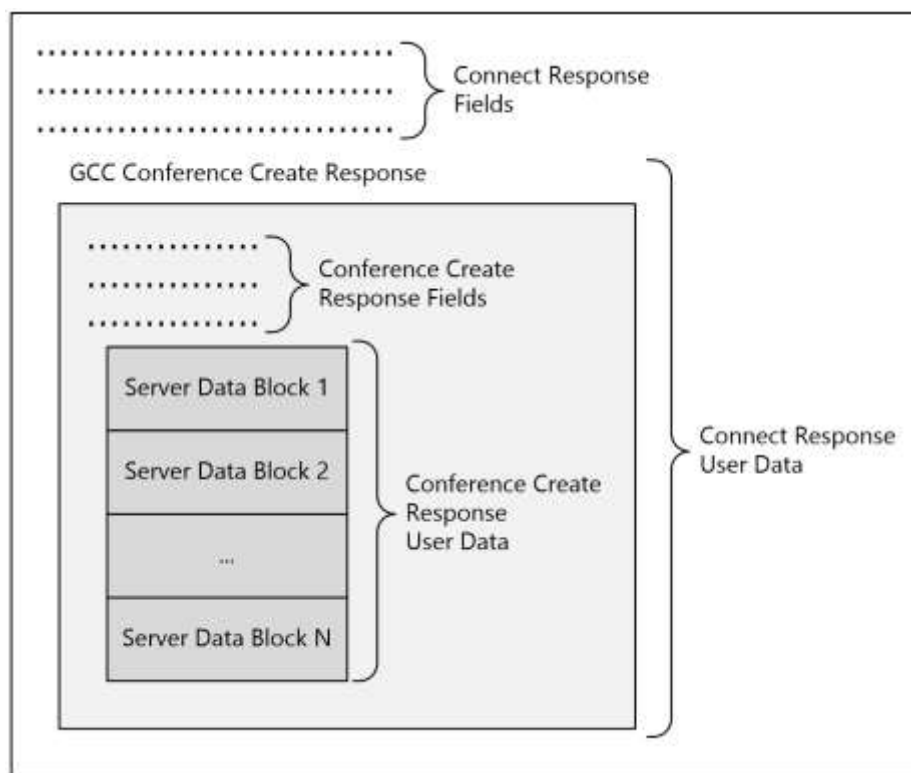 Connect Response
Fields
GCC Conference Create Response
Conference Create
Response Fields
Server Data Block 1
Server Data Block 2
...
Server Data Block N
Conference Create
Response
User Data
Connect Response
User Data